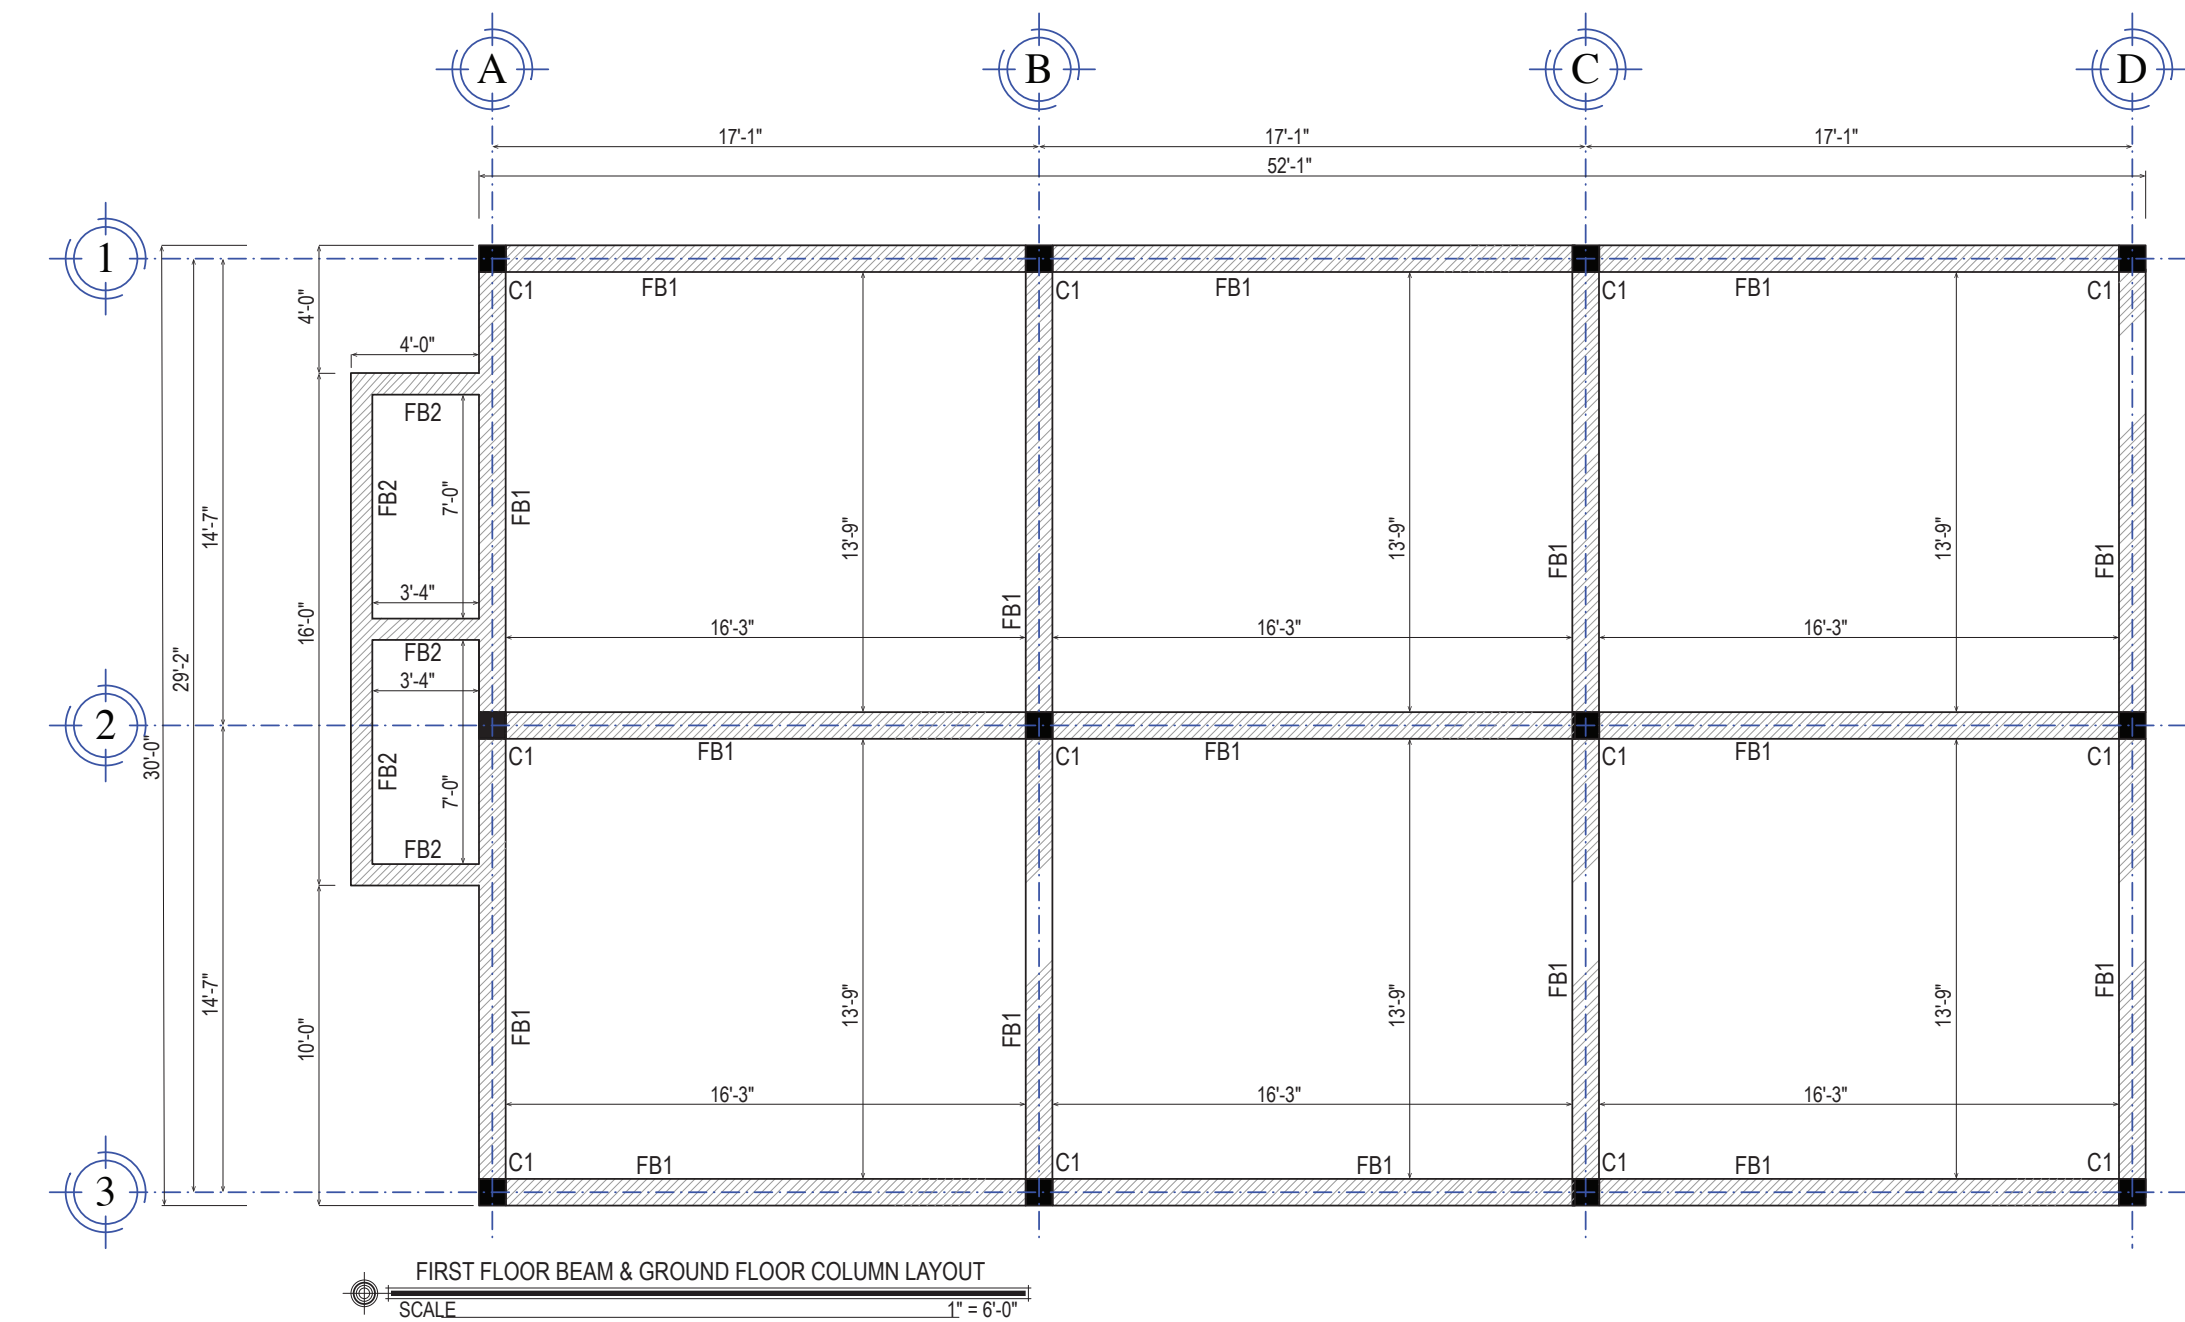 A B C D
17'-1" 17'-1" 17'-1"
52'-1"
1
C1 FB1 C1 FB1 C1 FB1 C1
4'-0"
4'-0"
FB2
FB2 7'-0" FB1
14'-7" 13'-9" 13'-9" 13'-9"
FB1 FB1
3'-4"
FB1
16'-0" 16'-3" 16'-3" 16'-3"
FB2
29'-2"
3'-4"
2
30'-0"
C1 FB1 C1 FB1 C1 FB1 C1
FB2 7'-0"
FB2
14'-7" 13'-9" 13'-9" 13'-9"
FB1 FB1
FB1 FB1
10'-0"
16'-3" 16'-3" 16'-3"
C1 FB1 C1 FB1 C1 FB1 C1
3
FIRST FLOOR BEAM & GROUND FLOOR COLUMN LAYOUT
SCALE 1" = 6'-0"